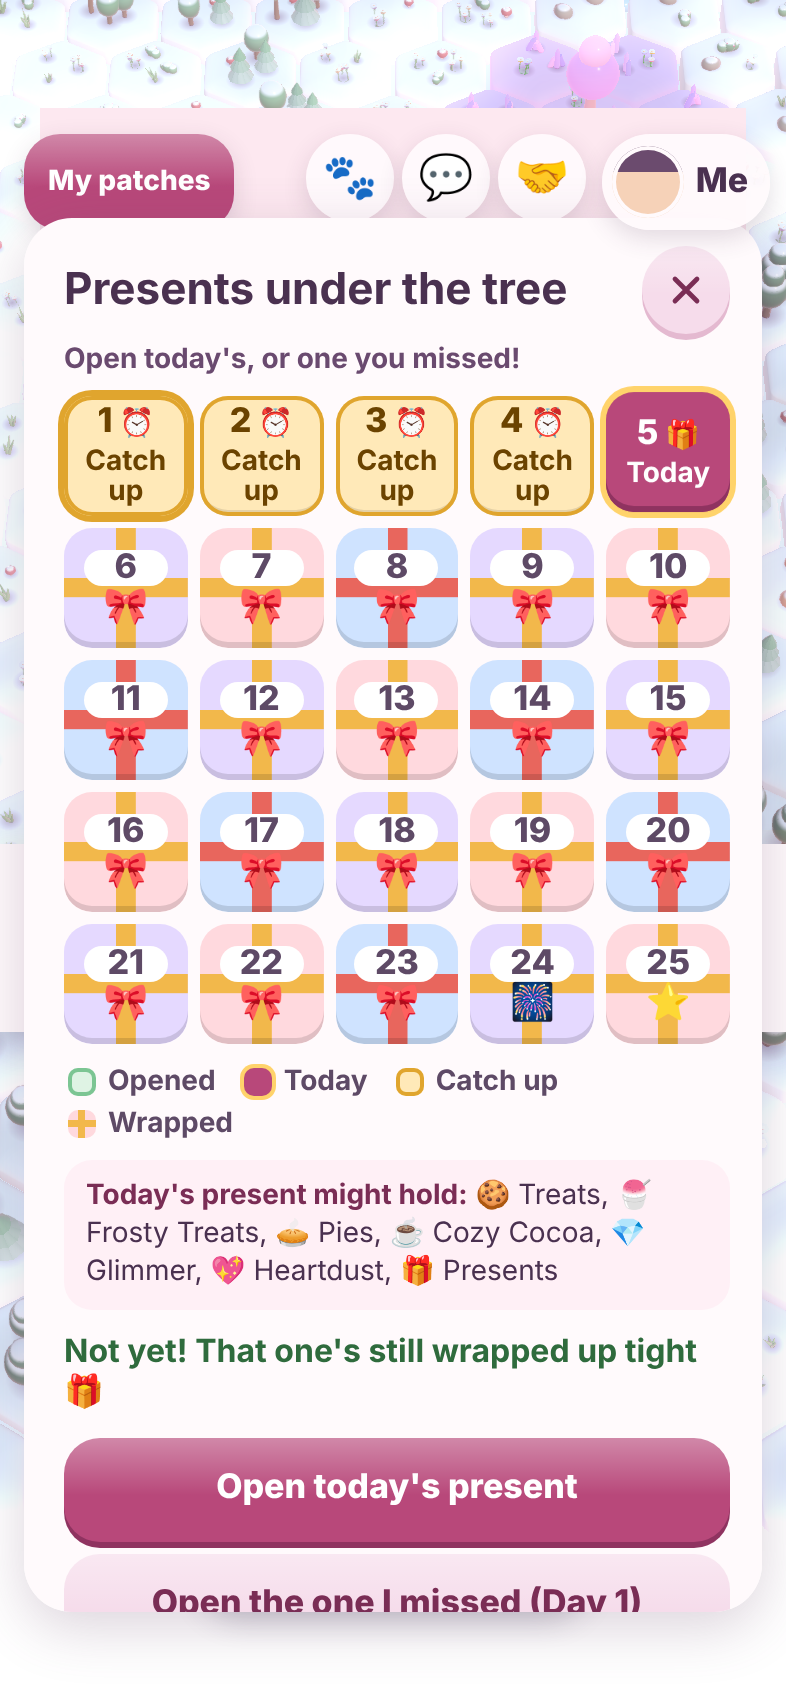 My patches
Me
Presents under the tree
Open today's, or one you missed!
1
Catch
up
2
Catch
up
3
Catch
up
4
Catch
up
5
Today
6
7
8
9
10
11
12
13
14
15
16
17
18
19
20
21
22
23
24
25
Opened
Today
Catch up
Wrapped
Today's present might hold: 🍪 Treats, 🍧
Frosty Treats, 🥧 Pies, ☕ Cozy Cocoa, 💎
Glimmer, 💖 Heartdust, 🎁 Presents
Not yet! That one's still wrapped up tight
🎁
Open today's present
Open the one I missed (Day 1)